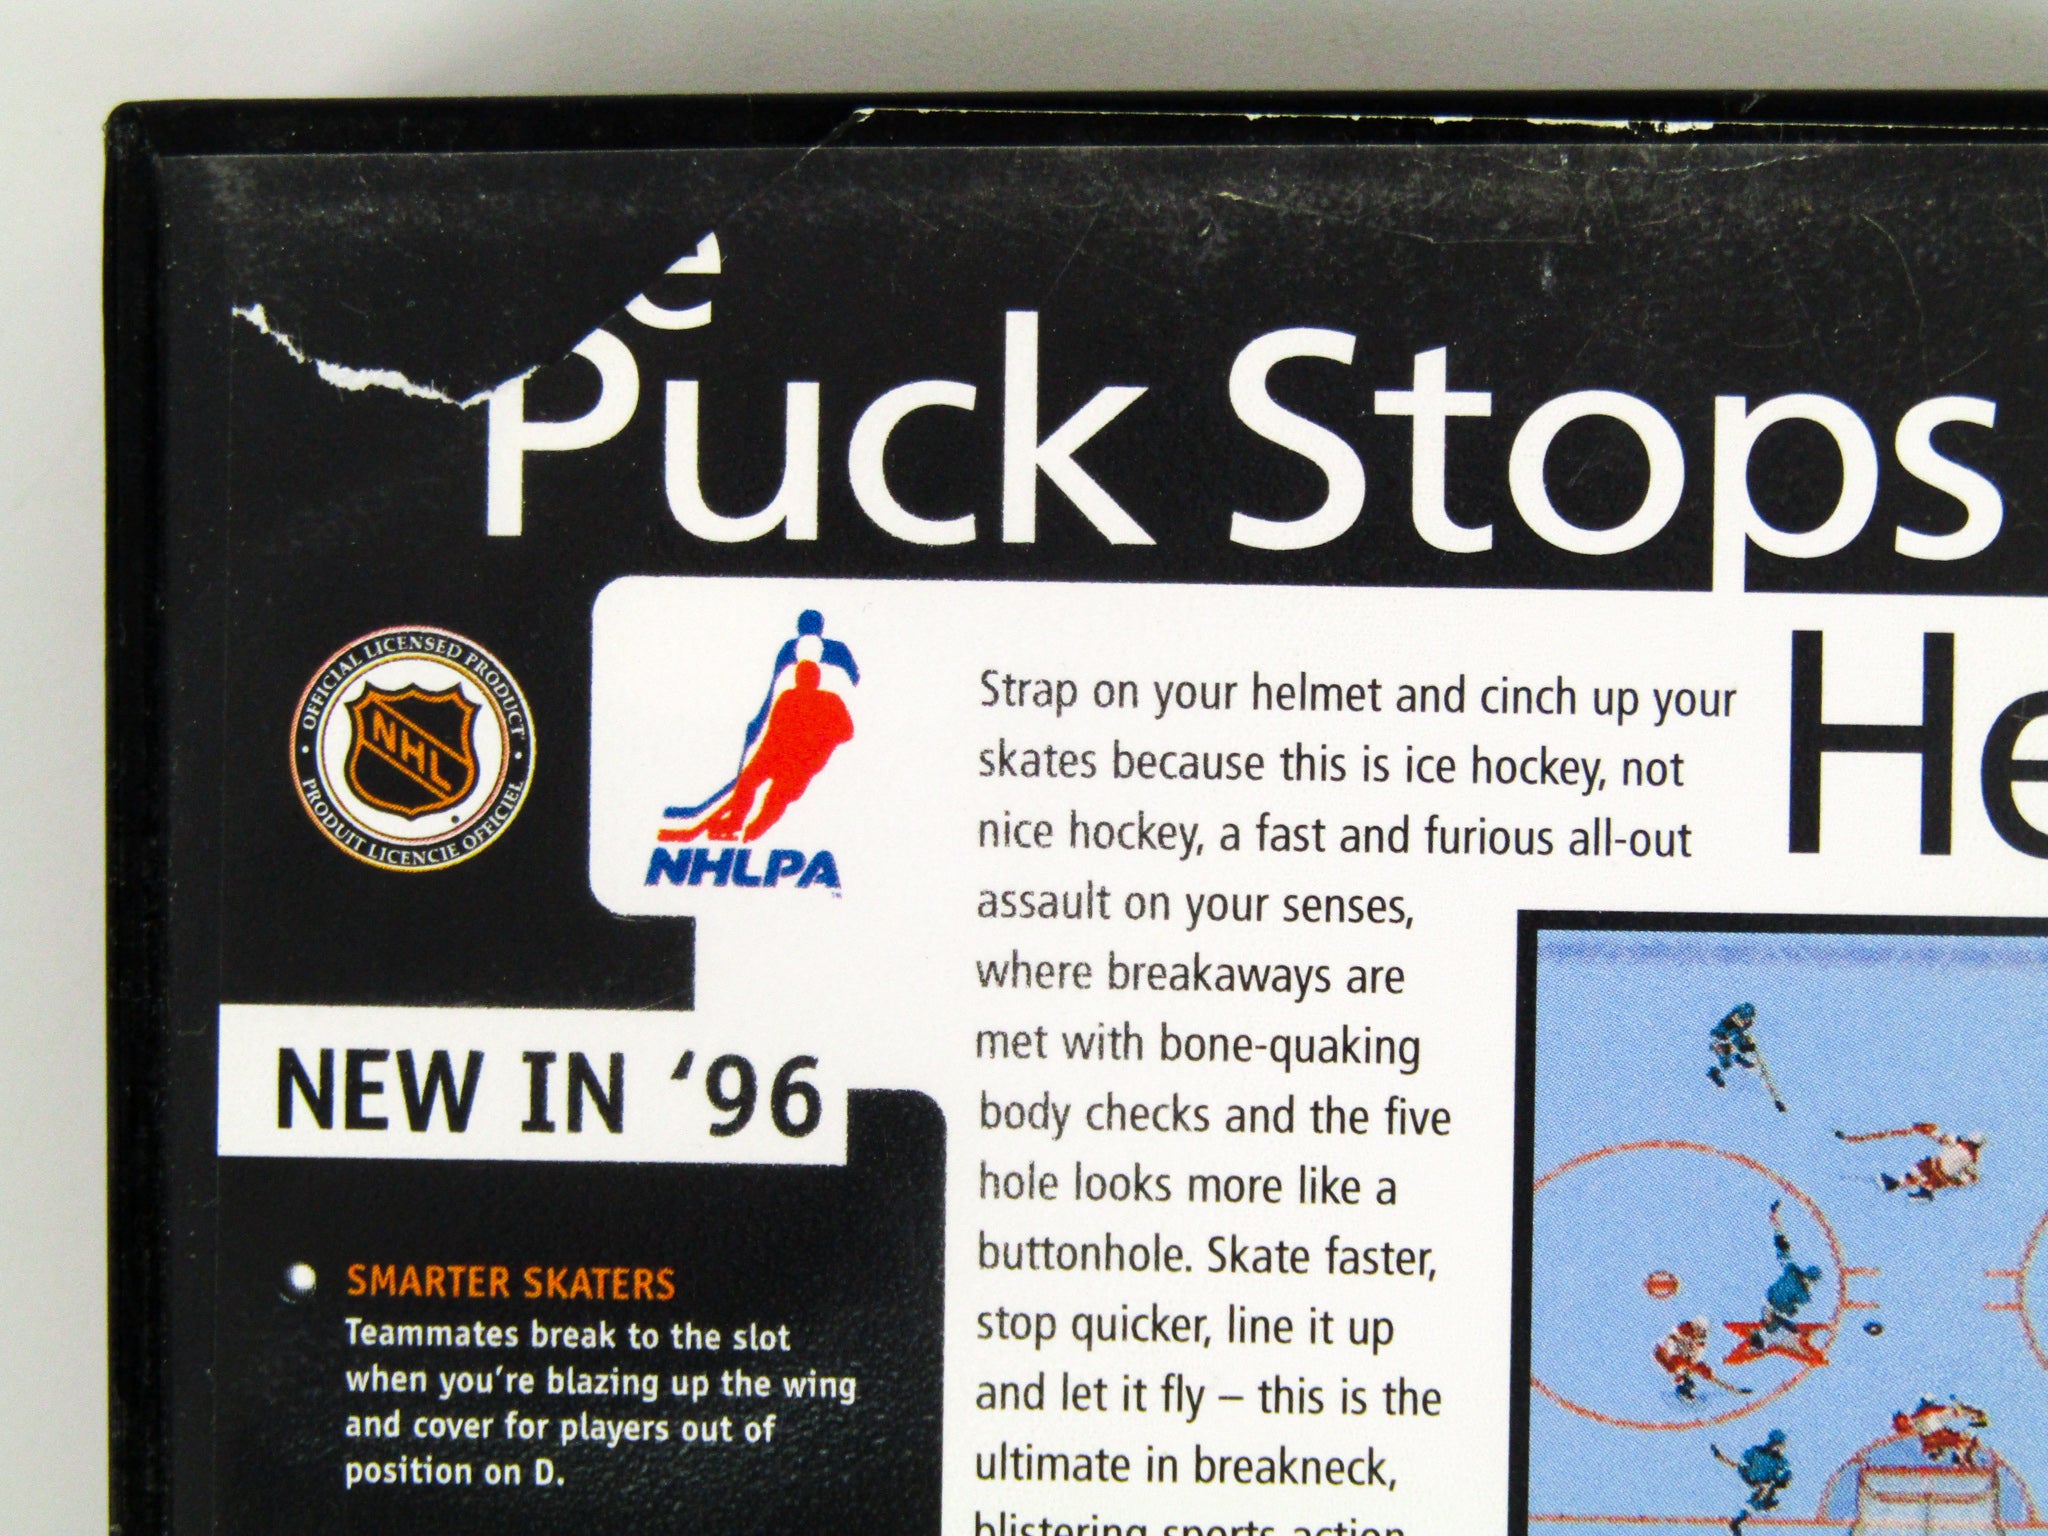 e
Puck Stops
He
OFFICIAL LICENSED PRODUCT
NHL
PRODUIT LICENCIE OFFICIEL
NHLPA™
Strap on your helmet and cinch up your
skates because this is ice hockey, not
nice hockey, a fast and furious all-out
assault on your senses,
where breakaways are
met with bone-quaking
body checks and the five
hole looks more like a
buttonhole. Skate faster,
stop quicker, line it up
and let it fly – this is the
ultimate in breakneck,
blistering sports action
NEW IN ‘96
SMARTER SKATERS
Teammates break to the slot
when you're blazing up the wing
and cover for players out of
position on D.